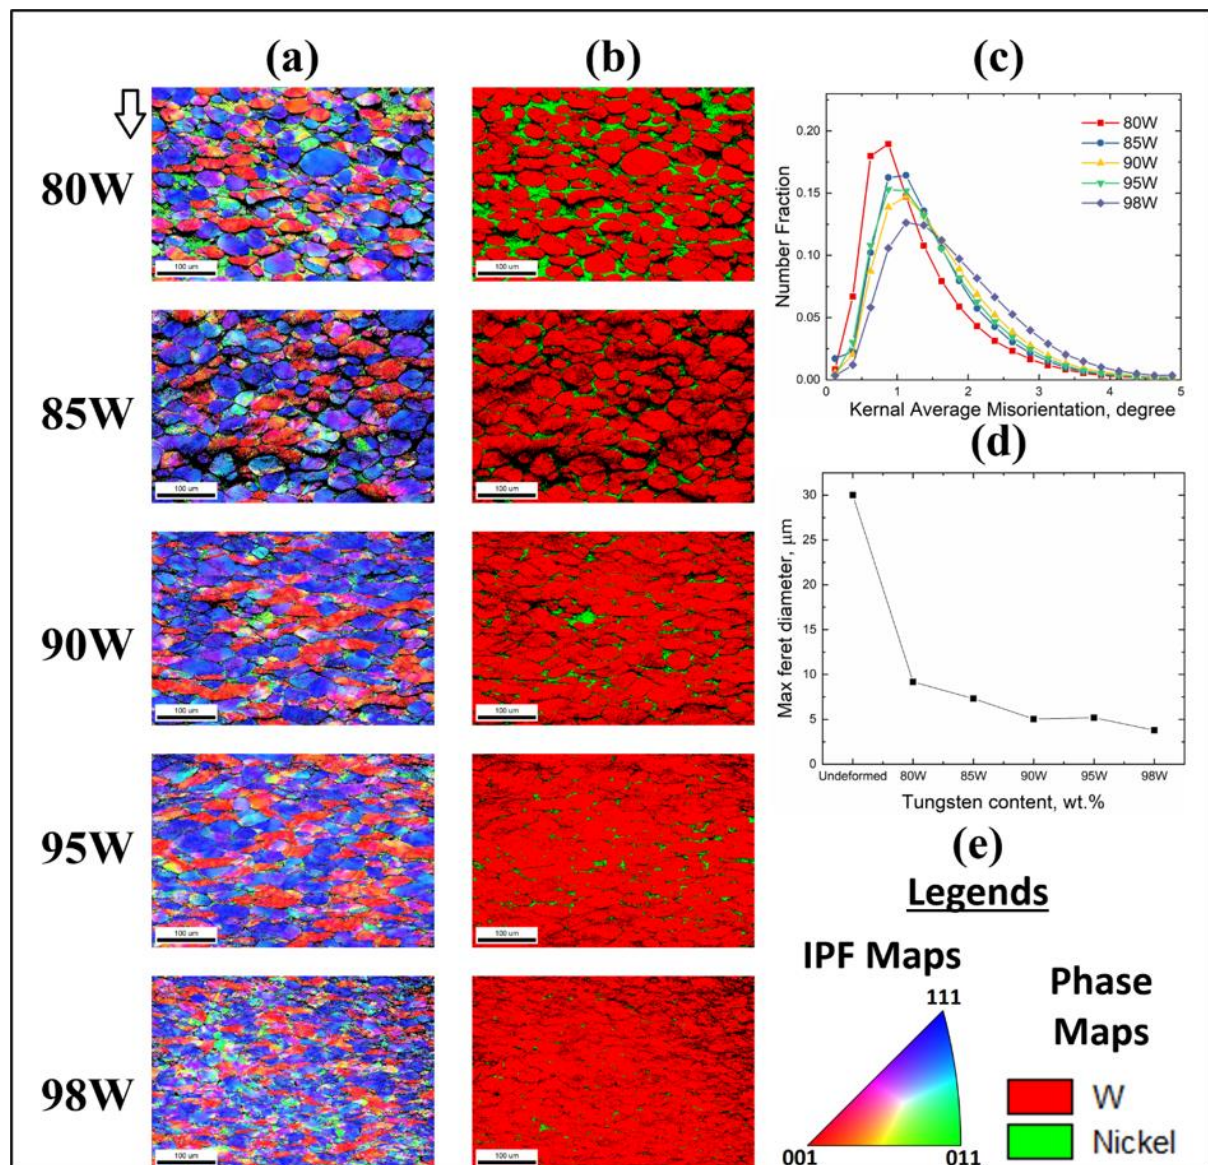 (a)
(b)
(c)
80W
100 um
100 um
85W
100 um
100 um
90W
100 um
100 um
95W
100 um
100 um
98W
100 um
100 um
Number Fraction
0.20
0.15
0.10
0.05
0.00
80W
85W
90W
95W
98W
0 1 2 3 4 5
Kernal Average Misorientation, degree
(d)
Max feret diameter, μm
30
25
20
15
10
5
0
Undeformed 80W 85W 90W 95W 98W
Tungsten content, wt.%
(e)
Legends
IPF Maps
111
001
011
Phase
Maps
W
Nickel